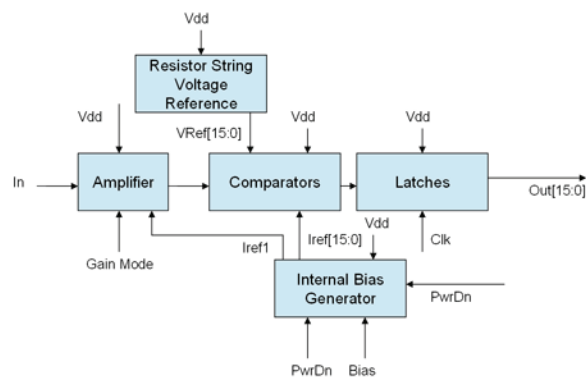 Vdd
Resistor String
Voltage
Reference
Vdd
VRef[15:0]
Vdd
Vdd
In
Amplifier
Comparators
Latches
Out[15:0]
Gain Mode
Iref1
Iref[15:0]
Vdd
Clk
Internal Bias
Generator
PwrDn
PwrDn
Bias